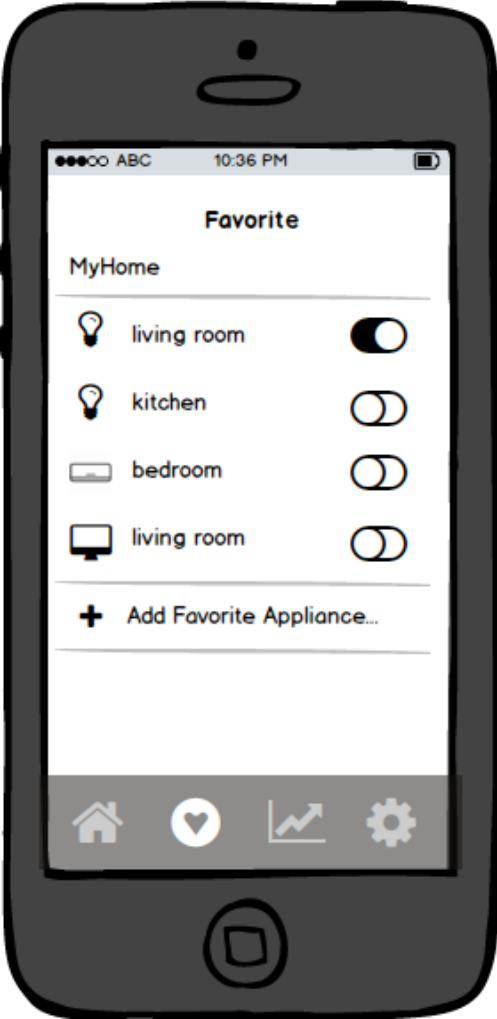 ABC 10:36 PM
Favorite
MyHome
living room
kitchen
bedroom
living room
Add Favorite Appliance...